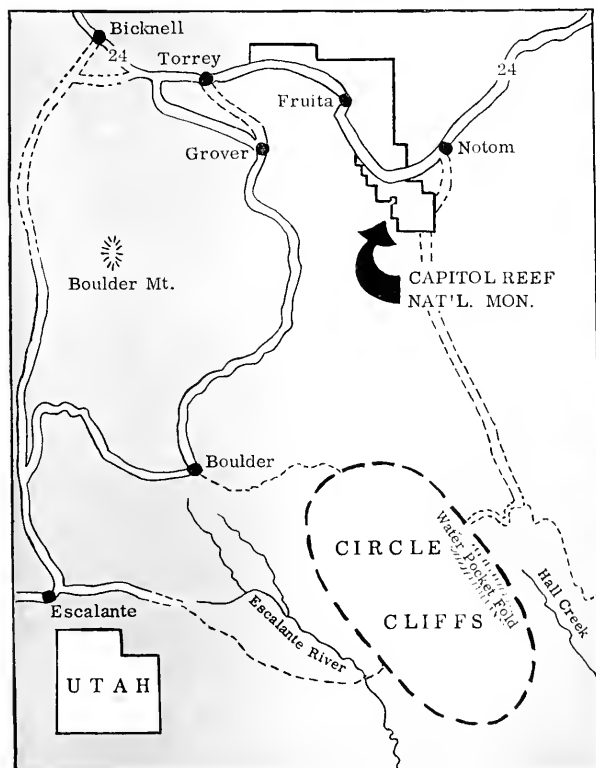 Bicknell
24
Torrey
24
Fruita
Grover
Notom
Boulder Mt.
CAPITOL REEF
NAT'L. MON.
Boulder
CIRCLE
CLIFFS
Water Pocket Fold
Hall Creek
Escalante
Escalante River
UTAH